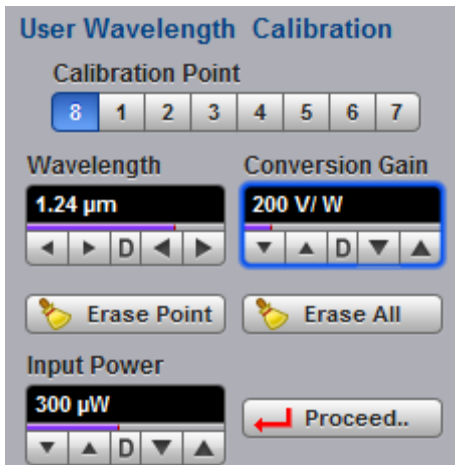 User Wavelength Calibration
Calibration Point
8 1 2 3 4 5 6 7
Wavelength Conversion Gain
1.24 µm 200 V/ W
D D
Erase Point Erase All
Input Power
300 µW
Proceed..
D